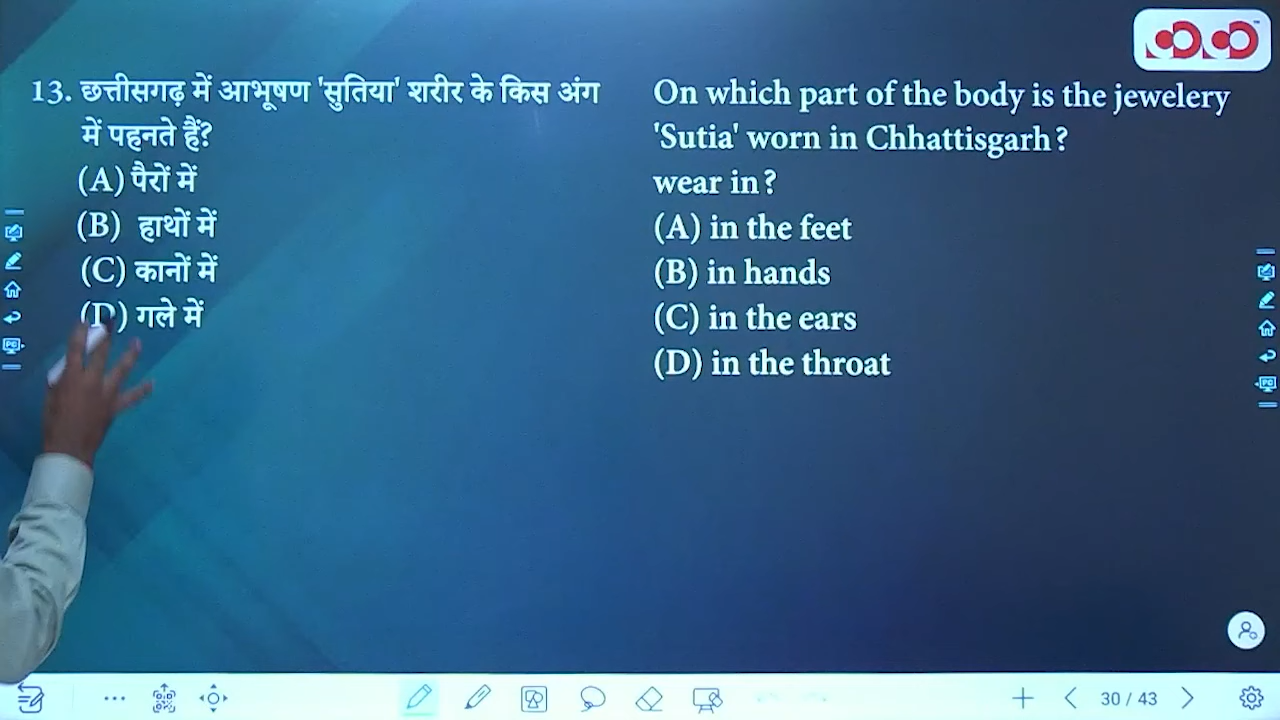 13. छत्तीसगढ़ में आभूषण 'सुतिया' शरीर के किस अंग
में पहनते हैं?
(A) पैरों में
(B) हाथों में
(C) कानों में
(D) गले में
On which part of the body is the jewelery
'Sutia' worn in Chhattisgarh?
wear in?
(A) in the feet
(B) in hands
(C) in the ears
(D) in the throat
30 / 43